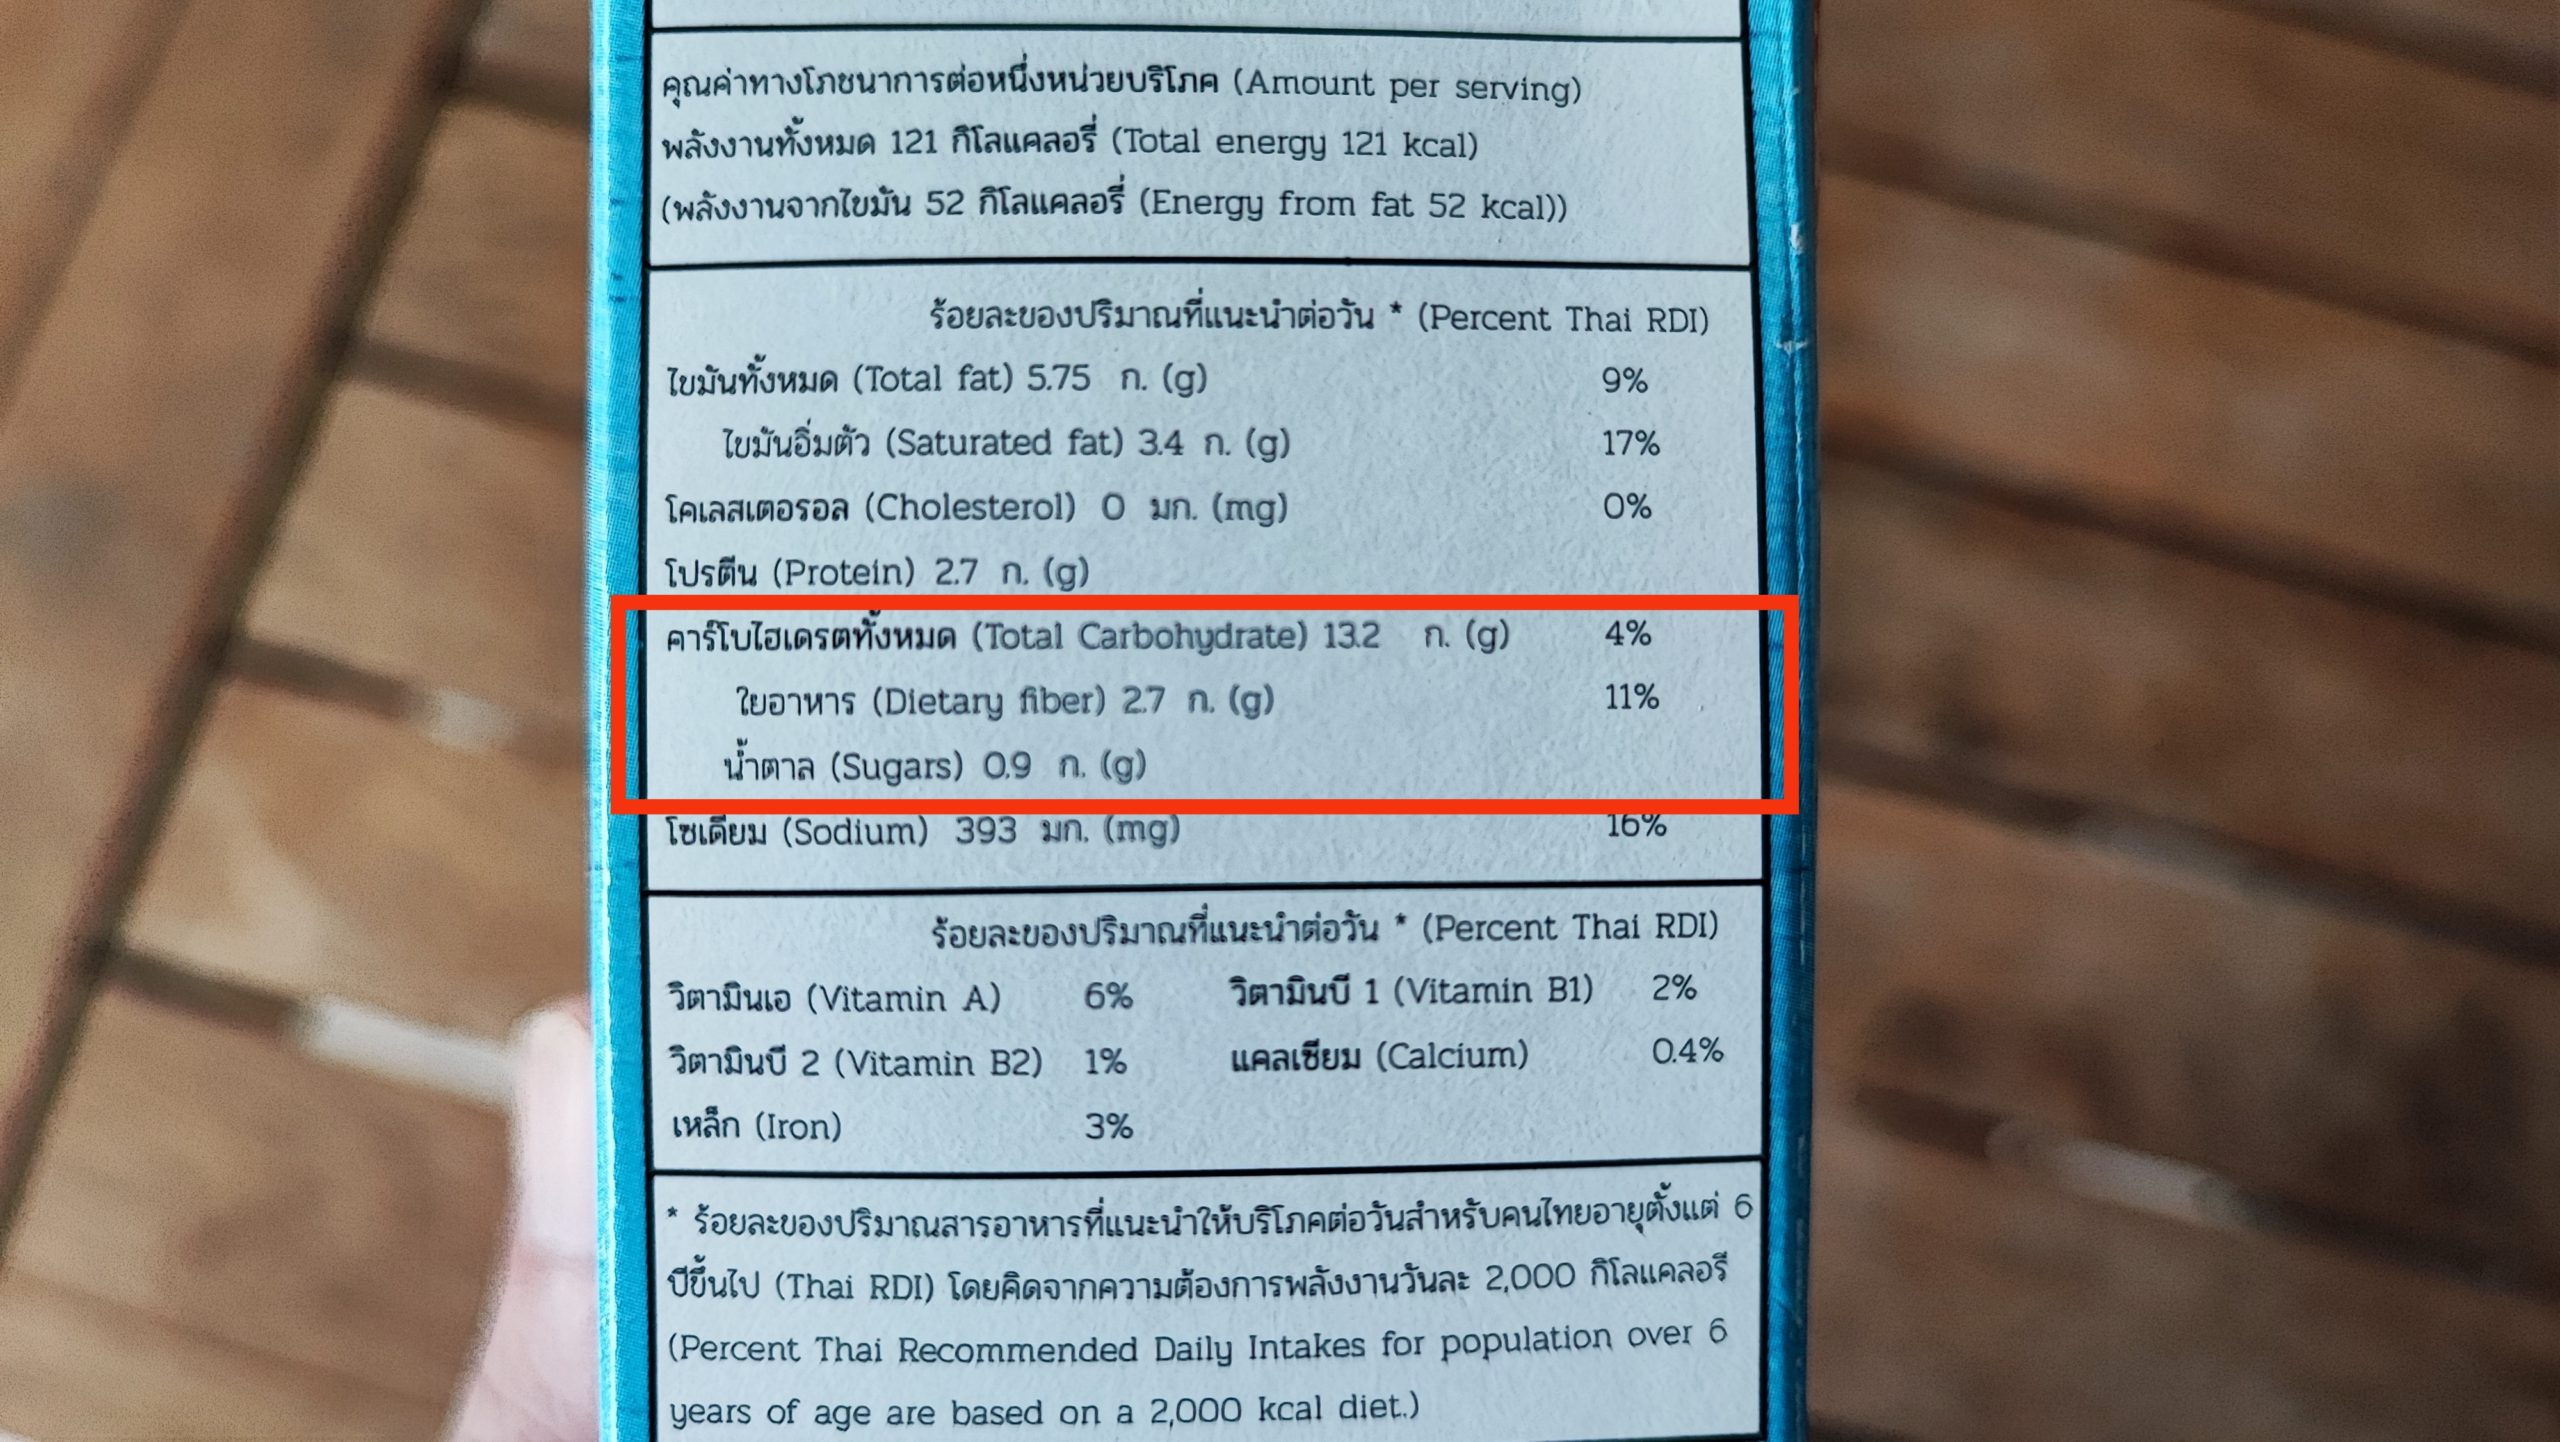 คุณค่าทางโภชนาการต่อหนึ่งหน่วยบริโภค (Amount per serving)
พลังงานทั้งหมด 121 กิโลแคลอรี่ (Total energy 121 kcal)
(พลังงานจากไขมัน 52 กิโลแคลอรี่ (Energy from fat 52 kcal))
ร้อยละของปริมาณที่แนะนำต่อวัน * (Percent Thai RDI)
ไขมันทั้งหมด (Total fat) 5.75 ก. (g) 9%
ไขมันอิ่มตัว (Saturated fat) 3.4 ก. (g) 17%
โคเลสเตอรอล (Cholesterol) 0 มก. (mg) 0%
โปรตีน (Protein) 2.7 ก. (g)
คาร์โบไฮเดรตทั้งหมด (Total Carbohydrate) 13.2 ก. (g) 4%
ใยอาหาร (Dietary fiber) 2.7 ก. (g) 11%
น้ำตาล (Sugars) 0.9 ก. (g)
โซเดียม (Sodium) 393 มก. (mg) 16%
ร้อยละของปริมาณที่แนะนำต่อวัน * (Percent Thai RDI)
วิตามินเอ (Vitamin A) 6% วิตามินบี 1 (Vitamin B1) 2%
วิตามินบี 2 (Vitamin B2) 1% แคลเซียม (Calcium) 0.4%
เหล็ก (Iron) 3%
* ร้อยละของปริมาณสารอาหารที่แนะนำให้บริโภคต่อวันสำหรับคนไทยอายุตั้งแต่ 6
ปีขึ้นไป (Thai RDI) โดยคิดจากความต้องการพลังงานวันละ 2,000 กิโลแคลอรี
(Percent Thai Recommended Daily Intakes for population over 6
years of age are based on a 2,000 kcal diet.)